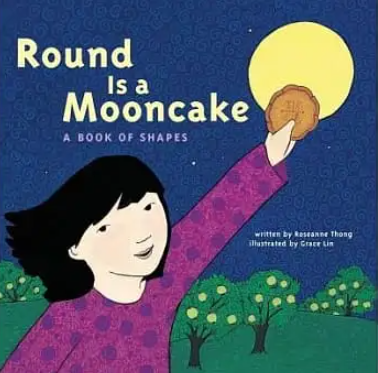 Round
Is a
Mooncake
A BOOK OF SHAPES
written by Roseanne Thong
illustrated by Grace Lin